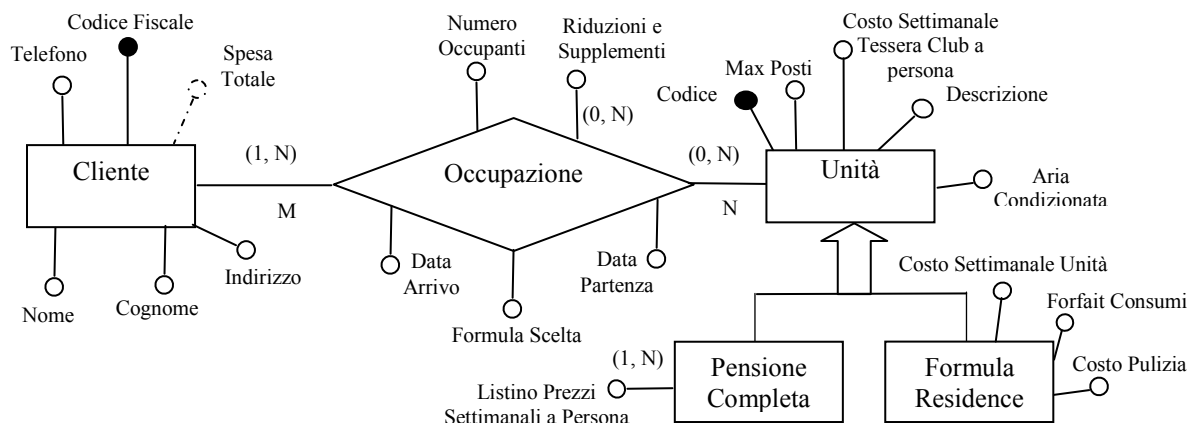 Codice Fiscale
Telefono
Spesa
Totale
Cliente
Nome
Cognome
Indirizzo
(1, N)
M
Numero
Occupanti
Riduzioni e
Supplementi
(0, N)
Occupazione
Data
Arrivo
Formula Scelta
Data
Partenza
(0, N)
N
Costo Settimanale
Tessera Club a
persona
Max Posti
Codice
Descrizione
Unità
Aria
Condizionata
Costo Settimanale Unità
Forfait Consumi
Costo Pulizia
(1, N)
Listino Prezzi
Settimanali a Persona
Pensione
Completa
Formula
Residence